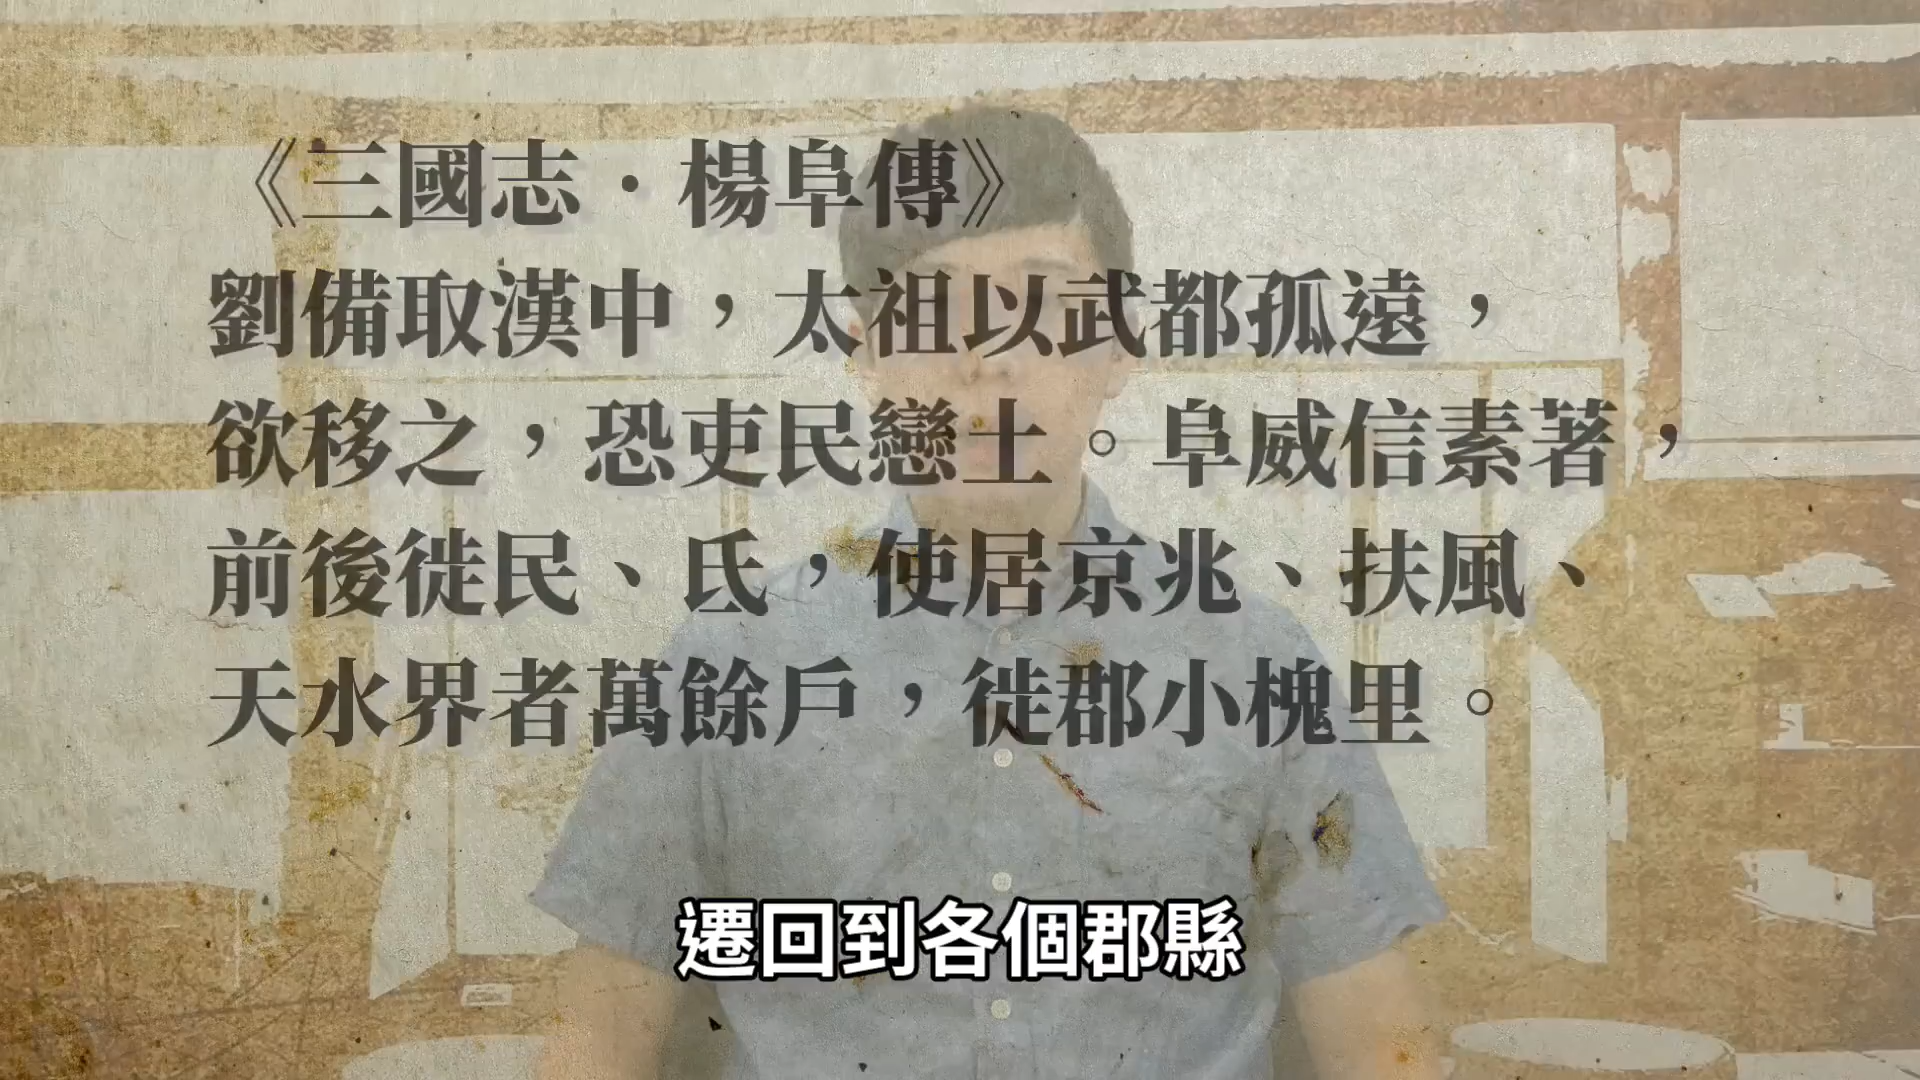 《三國志·楊阜傳》
劉備取漢中，太祖以武都孤遠，
欲移之，恐吏民戀土。阜威信素著，
前後徙民、氐，使居京兆、扶風、
天水界者萬餘戶，徙郡小槐里。
遷回到各個郡縣